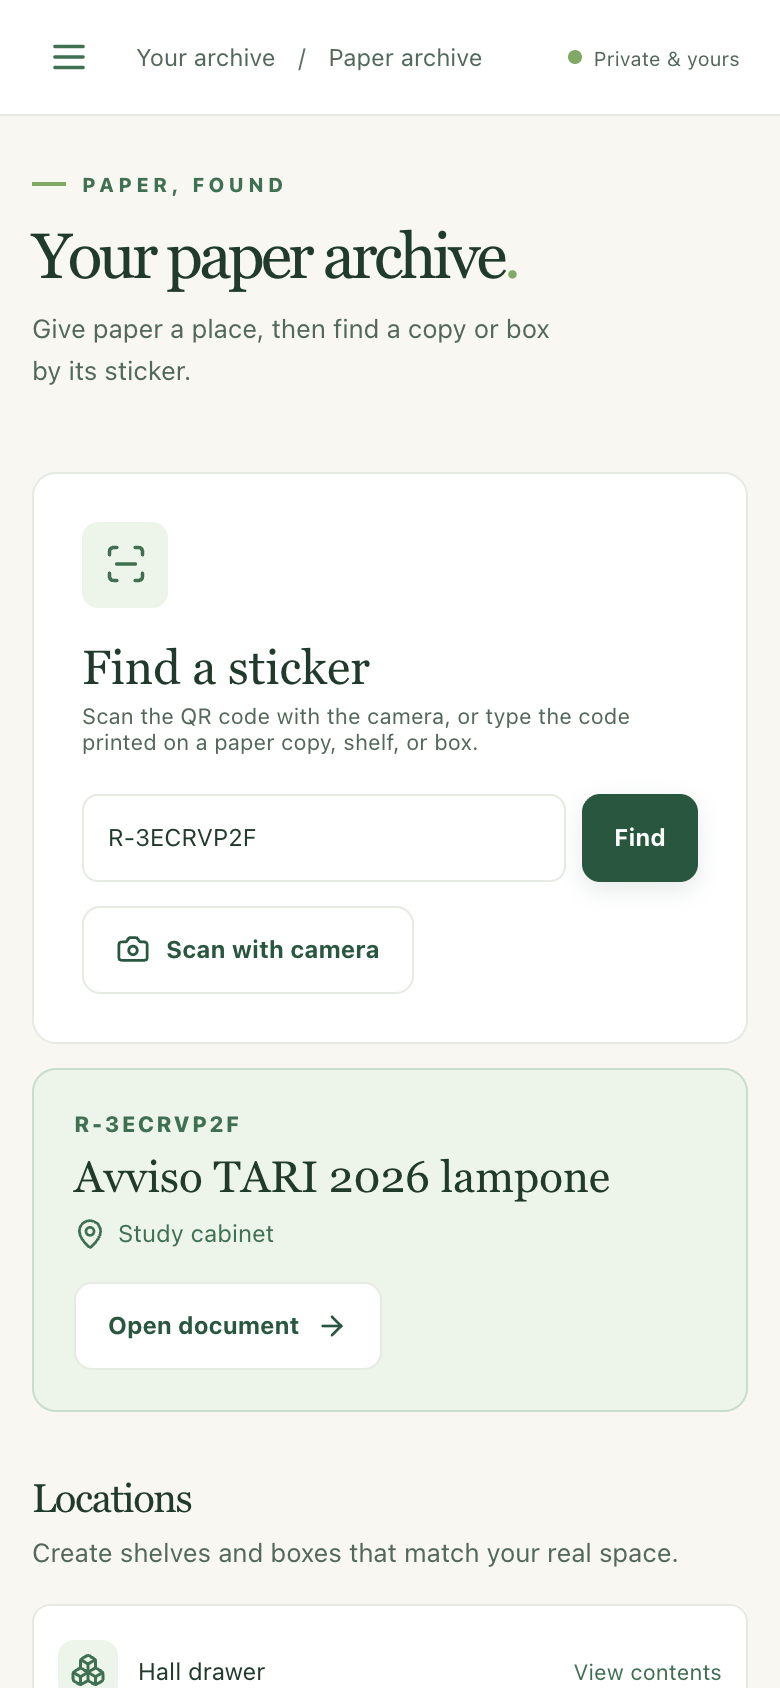 Your archive / Paper archive
Private & yours
PAPER, FOUND
Your paper archive.
Give paper a place, then find a copy or box
by its sticker.
Find a sticker
Scan the QR code with the camera, or type the code
printed on a paper copy, shelf, or box.
R-3ECRVP2F
Find
Scan with camera
R-3ECRVP2F
Avviso TARI 2026 lampone
Study cabinet
Open document
Locations
Create shelves and boxes that match your real space.
Hall drawer
View contents